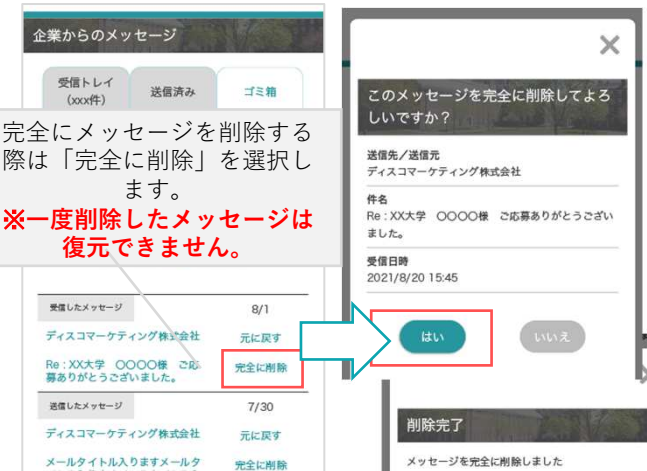 企業からのメッセージ
受信トレイ
(xxx件)
送信済み
ゴミ箱
完全にメッセージを削除する
際は「完全に削除」を選択し
ます。
※一度削除したメッセージは
復元できません。
受信したメッセージ
8/1
ディスコマーケティング株式会社
元に戻す
Re : XX大学 〇〇〇〇様 ご応
募ありがとうございました。
完全に削除
送信したメッセージ
7/30
ディスコマーケティング株式会社
元に戻す
メールタイトル入りますメールタ
完全に削除
このメッセージを完全に削除してよろ
しいですか？
送信先／送信元
ディスコマーケティング株式会社
件名
Re : XX大学 〇〇〇〇様 ご応募ありがとうござい
ました。
受信日時
2021/8/20 15:45
はい
いいえ
削除完了
メッセージを完全に削除しました